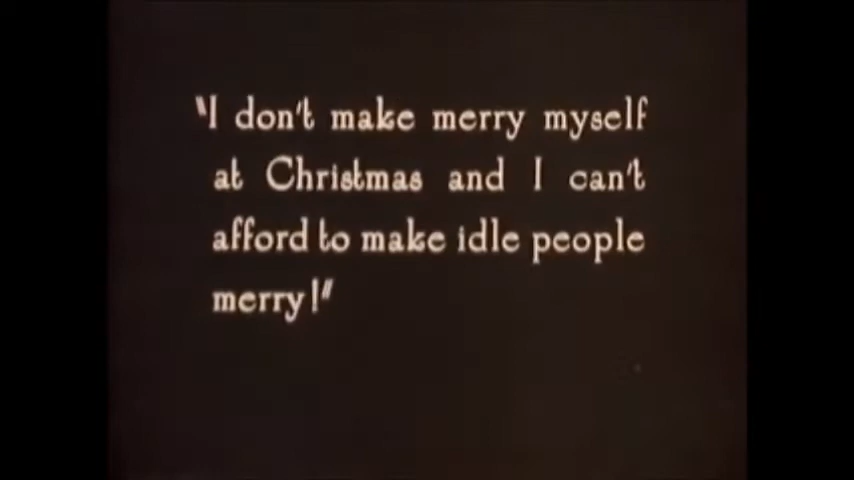 "I don't make merry myself
at Christmas and I can't
afford to make idle people
merry!"